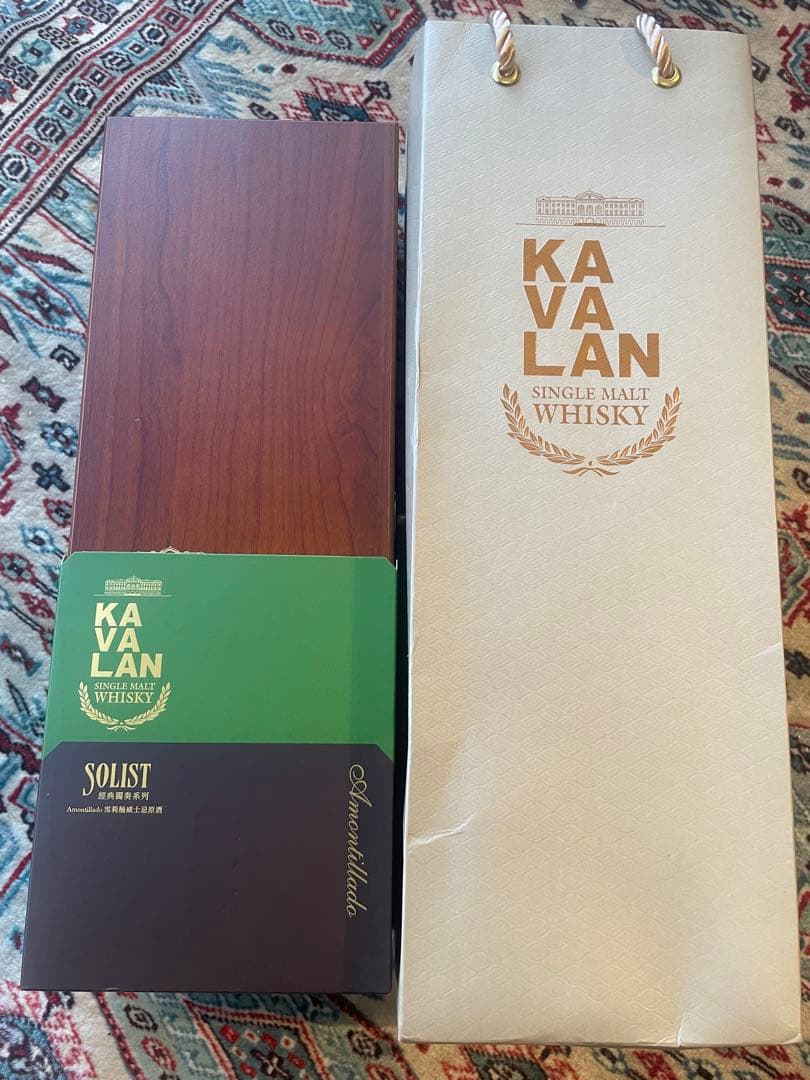 KA
VA
LAN
SINGLE MALT
WHISKY
SOLIST
經典獨奏系列
Amontillado 雪莉桶威士忌原酒
Amontillado
KA
VA
LAN
SINGLE MALT
WHISKY